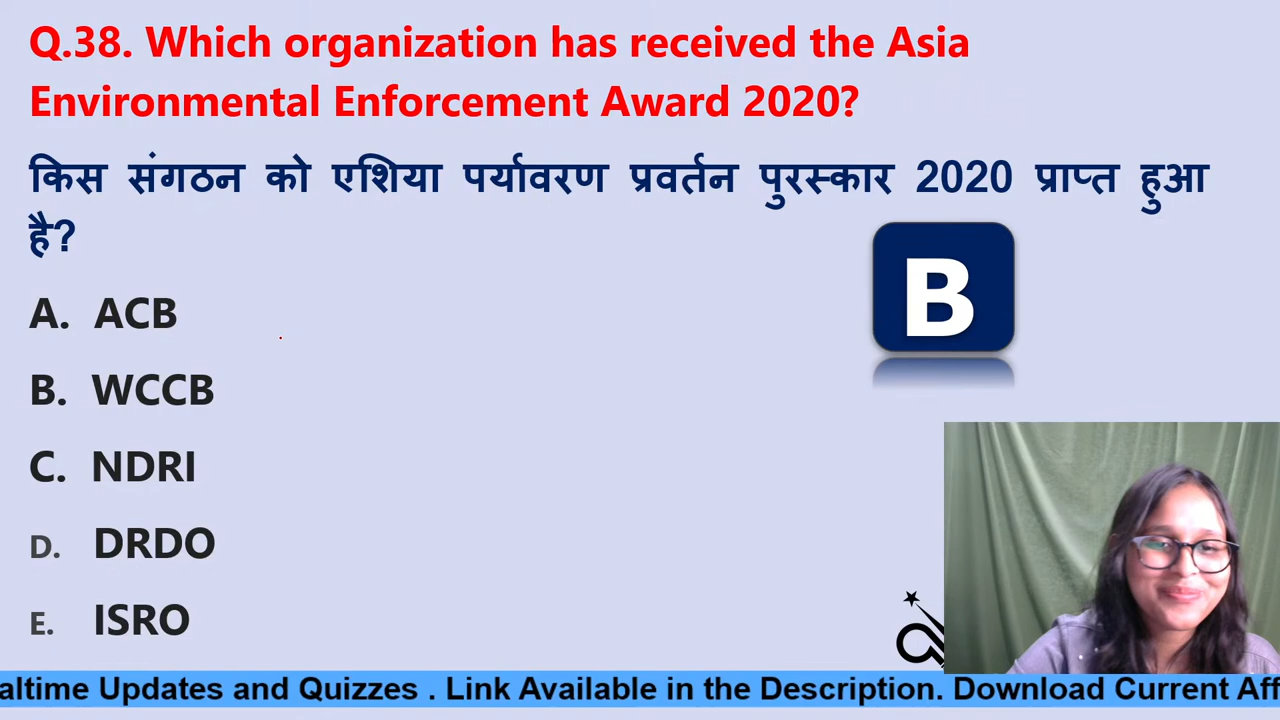 Q.38. Which organization has received the Asia
Environmental Enforcement Award 2020?
किस संगठन को एशिया पर्यावरण प्रवर्तन पुरस्कार 2020 प्राप्त हुआ
है?
B
A. ACB
B. WCCB
C. NDRI
D. DRDO
E. ISRO
altime Updates and Quizzes . Link Available in the Description. Download Current Aff